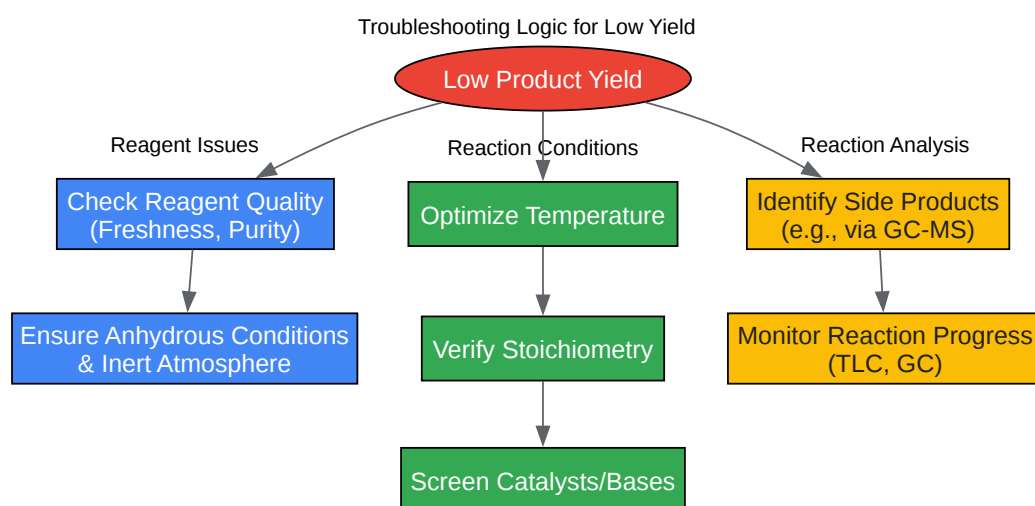 Troubleshooting Logic for Low Yield
Low Product Yield
Reagent Issues
Reaction Conditions
Reaction Analysis
Check Reagent Quality
(Freshness, Purity)
Optimize Temperature
Identify Side Products
(e.g., via GC-MS)
Ensure Anhydrous Conditions
& Inert Atmosphere
Verify Stoichiometry
Monitor Reaction Progress
(TLC, GC)
Screen Catalysts/Bases